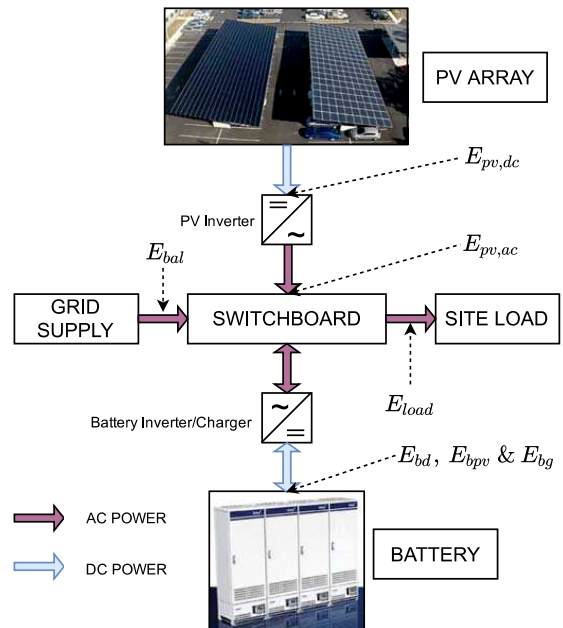 PV ARRAY
E_{pv,dc}
PV Inverter
E_{bal}
E_{pv,ac}
GRID
SUPPLY
SWITCHBOARD
SITE LOAD
E_{load}
Battery Inverter/Charger
E_{bd}, E_{bpv} & E_{bg}
AC POWER
DC POWER
BATTERY